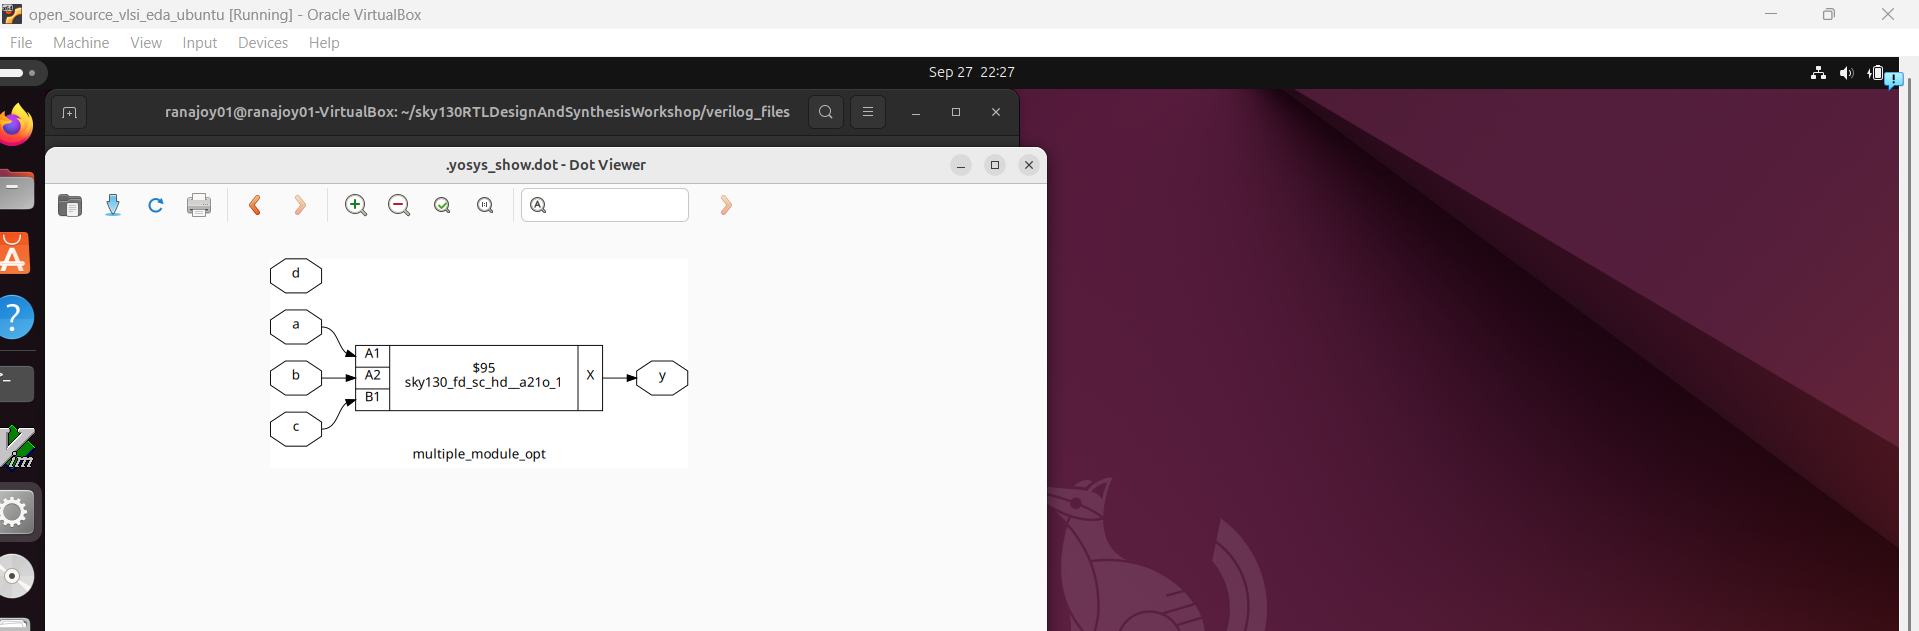 open_source_vlsi_eda_ubuntu [Running] - Oracle VirtualBox
File Machine View Input Devices Help
Sep 27 22:27
ranajoy01@ranajoy01-VirtualBox: ~/sky130RTLDesignAndSynthesisWorkshop/verilog_files
.yosys_show.dot - Dot Viewer
d
a
b
c
A1
A2
B1
$95
sky130_fd_sc_hd__a21o_1
X
y
multiple_module_opt